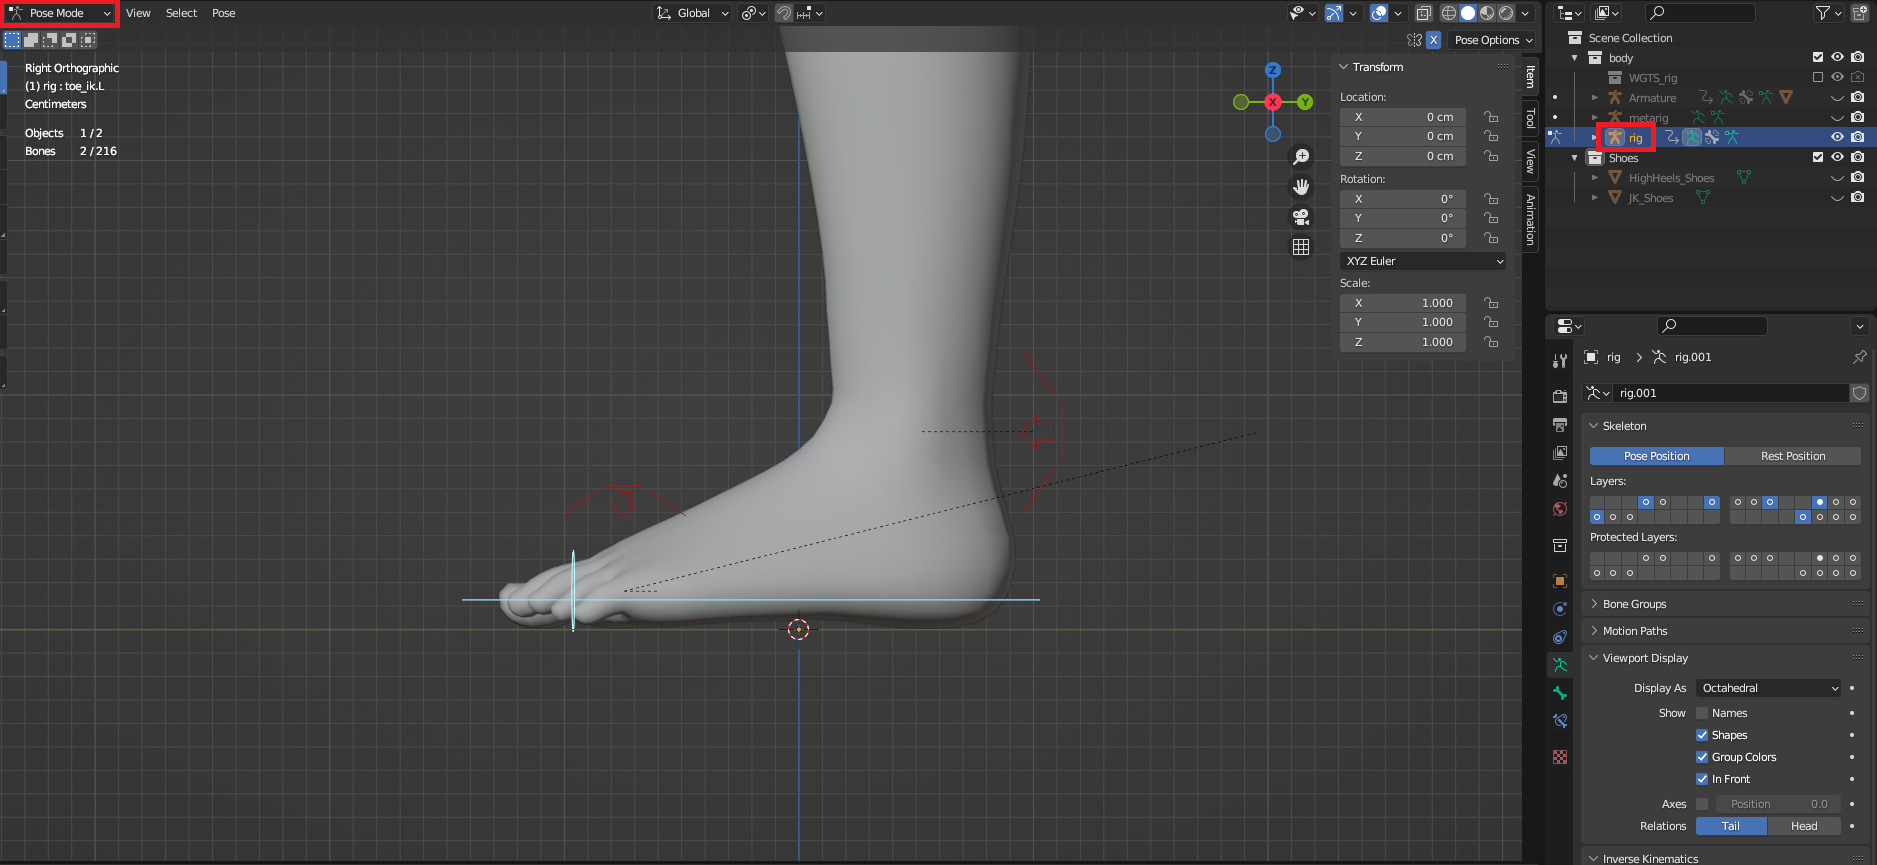 Pose Mode View Select Pose
Global
X Pose Options
Right Orthographic
(1) rig : toe_ik.L
Centimeters
Objects 1 / 2
Bones 2 / 216
Z
X
Y
Transform
Location:
X 0 cm
Y 0 cm
Z 0 cm
Rotation:
X 0°
Y 0°
Z 0°
XYZ Euler
Scale:
X 1.000
Y 1.000
Z 1.000
Item
Tool
View
Animation
Scene Collection
body
WGTS_rig
Armature
metarig
rig
Shoes
HighHeels_Shoes
JK_Shoes
rig > rig.001
rig.001
Skeleton
Pose Position Rest Position
Layers:
Protected Layers:
Bone Groups
Motion Paths
Viewport Display
Display As Octahedral
Show Names
Shapes
Group Colors
In Front
Axes Position 0.0
Relations Tail Head
Inverse Kinematics